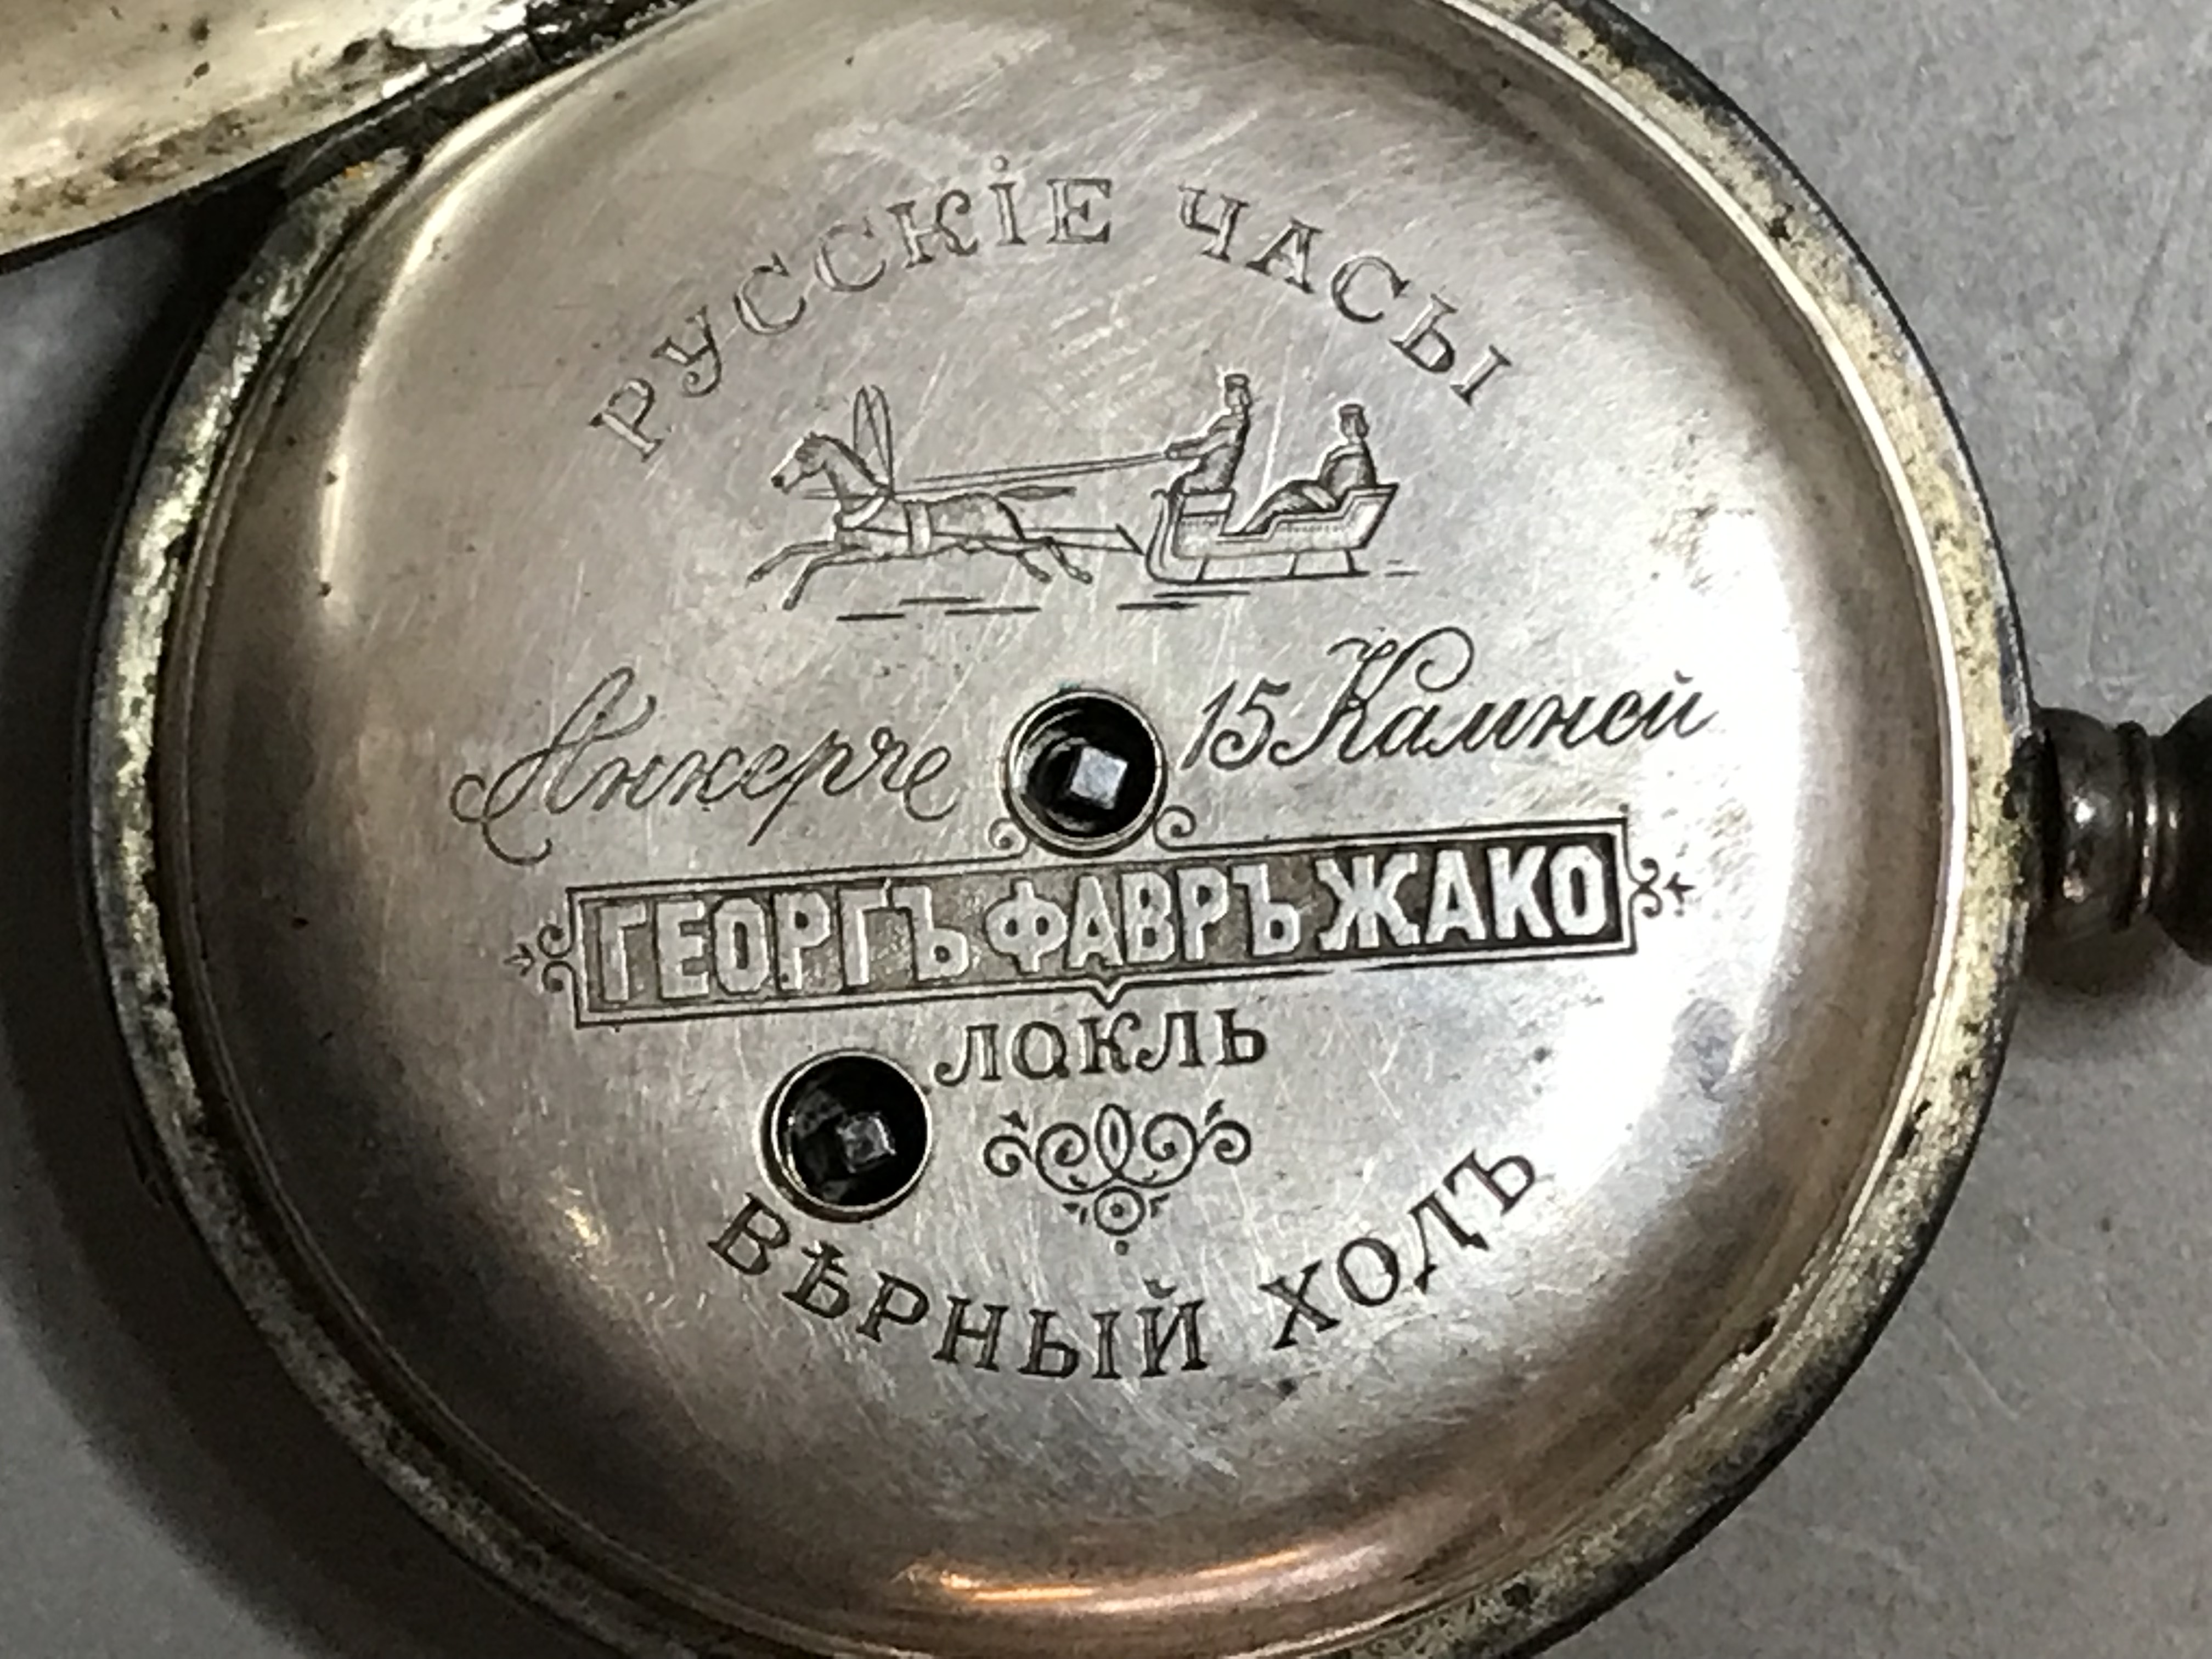 РУССКІЕ ЧАСЫ
Анкерче 15 Камней
ГЕОРГЪ ФАВРЪ ЖАКО
ЛОКЛЬ
ВѢРНЫЙ ХОДЪ